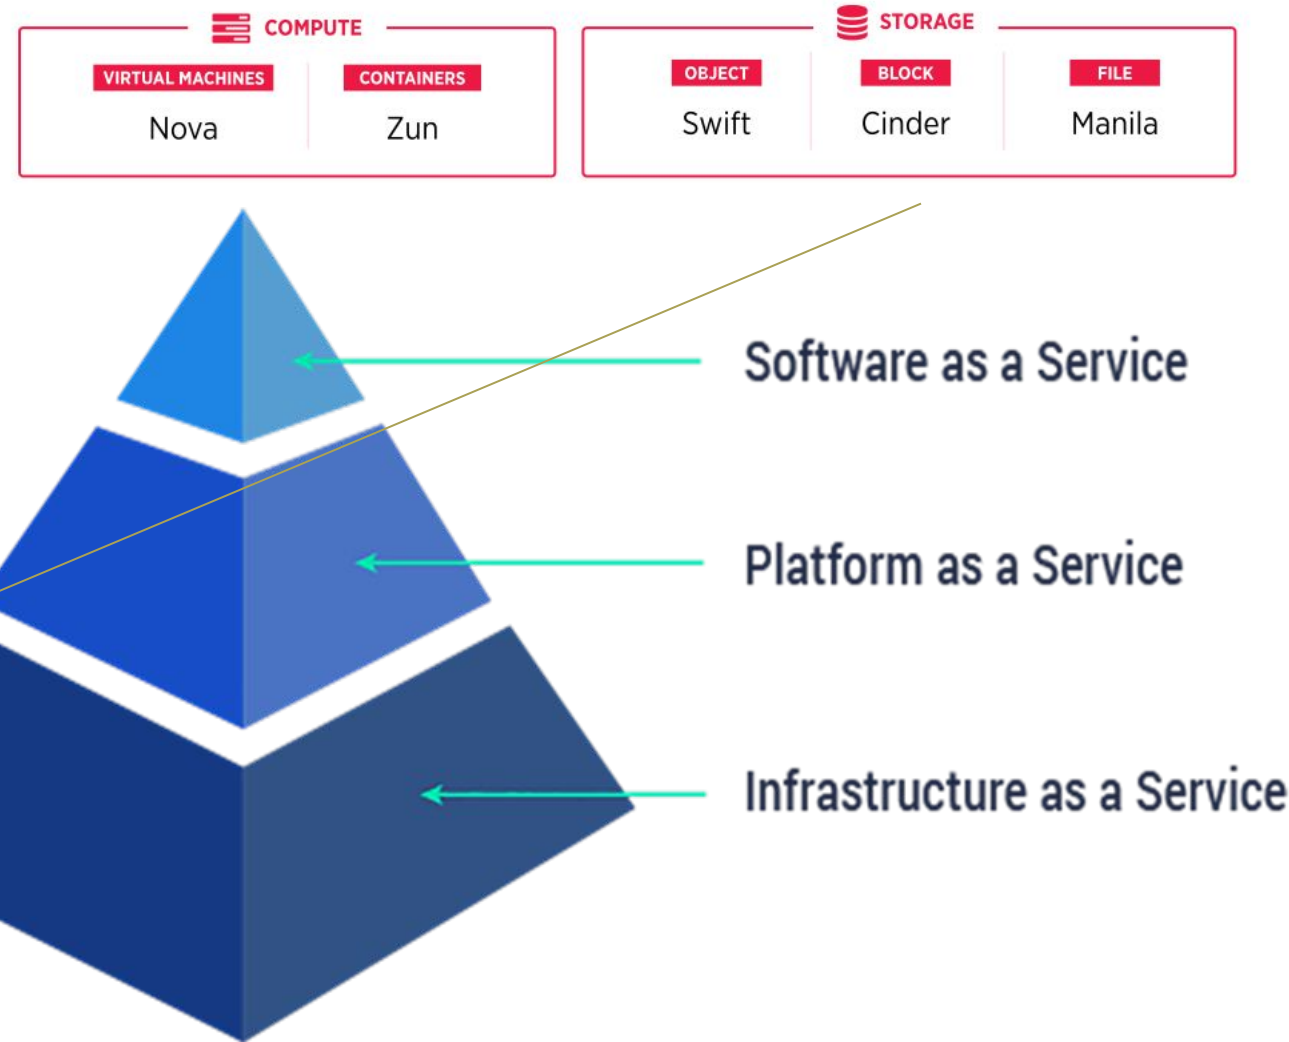 COMPUTE
VIRTUAL MACHINES
Nova
CONTAINERS
Zun
STORAGE
OBJECT
Swift
BLOCK
Cinder
FILE
Manila
Software as a Service
Platform as a Service
Infrastructure as a Service